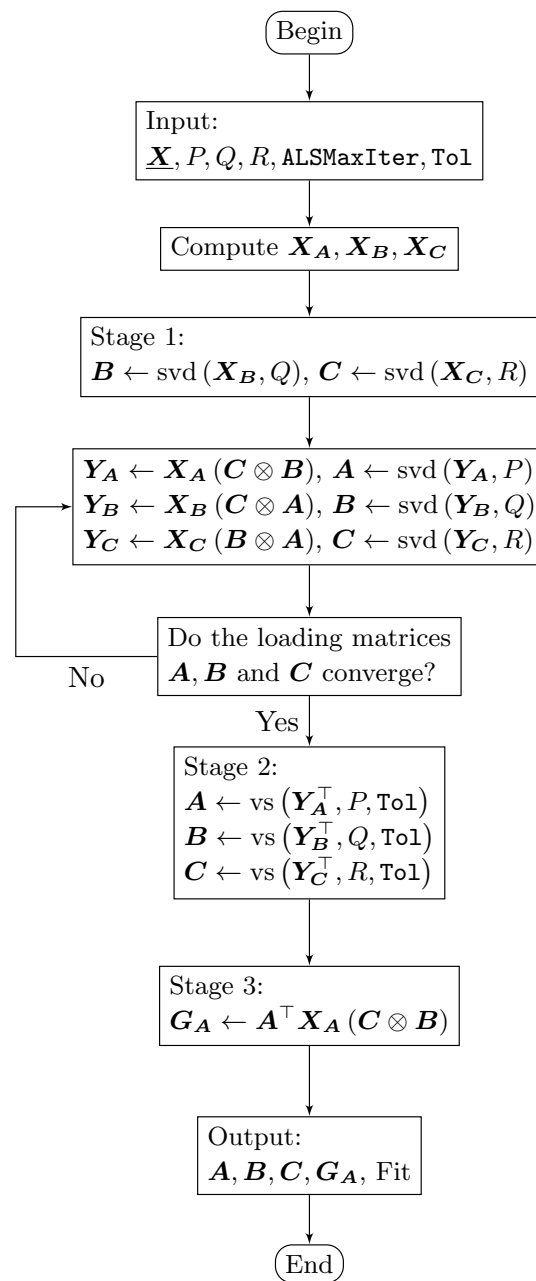 Begin
Input:
X, P, Q, R, ALSMaxIter, Tol
Compute X_A, X_B, X_C
Stage 1:
B ← svd (X_B, Q), C ← svd (X_C, R)
Y_A ← X_A (C ⊗ B), A ← svd (Y_A, P)
Y_B ← X_B (C ⊗ A), B ← svd (Y_B, Q)
Y_C ← X_C (B ⊗ A), C ← svd (Y_C, R)
Do the loading matrices
A, B and C converge?
No
Yes
Stage 2:
A ← vs (Y_A^⊤, P, Tol)
B ← vs (Y_B^⊤, Q, Tol)
C ← vs (Y_C^⊤, R, Tol)
Stage 3:
G_A ← A^⊤ X_A (C ⊗ B)
Output:
A, B, C, G_A, Fit
End